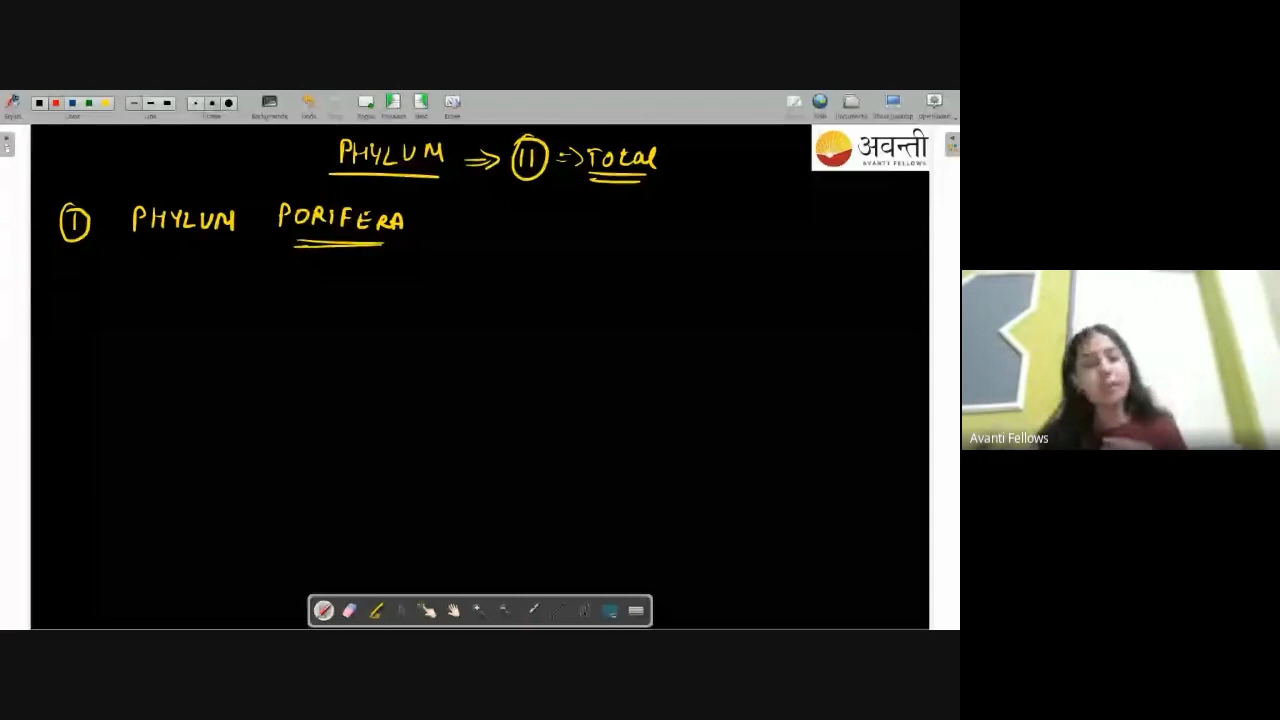 PHYLUM => 11 => Total
अवन्ती
AVANTI FELLOWS
1 PHYLUM PORIFERA
Avanti Fellows